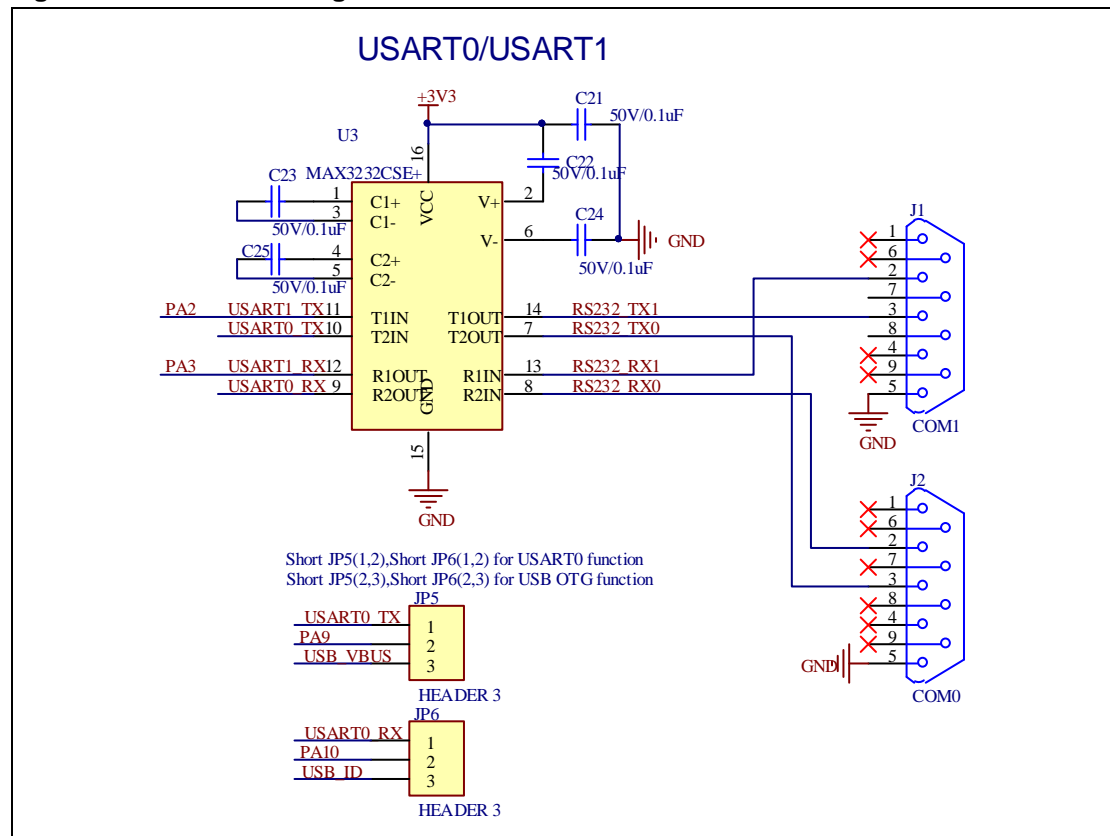 USART0/USART1
+3V3
C21
50V/0.1uF
U3
16
C22
50V/0.1uF
MAX3232CSE+
C23
1
C1+
VCC
V+
2
3
C1-
50V/0.1uF
C24
J1
V-
6
GND
C25
4
C2+
50V/0.1uF
5
C2-
50V/0.1uF
PA2
USART1_TX
11
T1IN
T1OUT
14
RS232_TX1
USART0_TX
10
T2IN
T2OUT
7
RS232_TX0
PA3
USART1_RX
12
R1OUT
R1IN
13
RS232_RX1
USART0_RX
9
R2OUT
GND
R2IN
8
RS232_RX0
1
6
2
7
3
8
4
9
5
GND
COM1
15
GND
J2
1
6
2
7
3
8
4
9
5
GND
COM0
Short JP5(1,2),Short JP6(1,2) for USART0 function
Short JP5(2,3),Short JP6(2,3) for USB OTG function
JP5
USART0_TX
1
PA9
2
USB_VBUS
3
HEADER 3
JP6
USART0_RX
1
PA10
2
USB_ID
3
HEADER 3